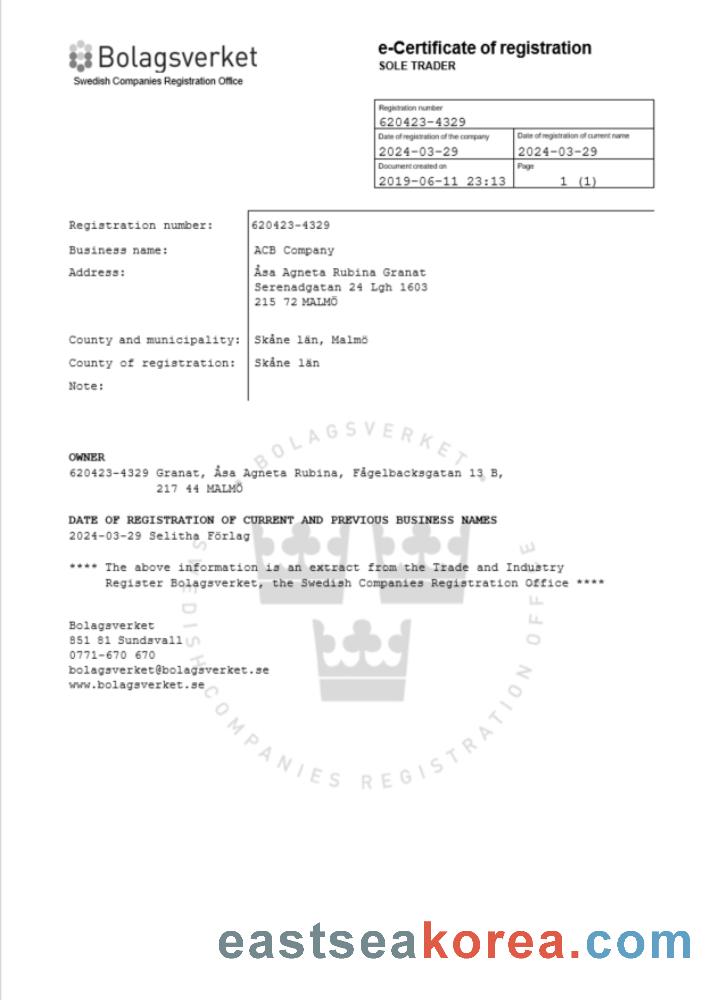 Bolagsverket
Swedish Companies Registration Office
e-Certificate of registration
SOLE TRADER
Registration number
620423-4329
Date of registration of the company
Date of registration of current name
2024-03-29
2024-03-29
Document created on
Page
2019-06-11 23:13
1 (1)
Registration number: 620423-4329
Business name: ACB Company
Address: Åsa Agneta Rubina Granat
Serenadgatan 24 Lgh 1603
215 72 MALMÖ
County and municipality: Skåne län, Malmö
County of registration: Skåne län
Note:
OWNER
620423-4329 Granat, Åsa Agneta Rubina, Fågelbacksgatan 13 B,
217 44 MALMÖ
DATE OF REGISTRATION OF CURRENT AND PREVIOUS BUSINESS NAMES
2024-03-29 Selitha Förlag
**** The above information is an extract from the Trade and Industry
Register Bolagsverket, the Swedish Companies Registration Office ****
Bolagsverket
851 81 Sundsvall
0771-670 670
bolagsverket@bolagsverket.se
www.bolagsverket.se
BOLAGSVERKET
SWEDISH COMPANIES REGISTRATION OFFICE
eastseakorea.com